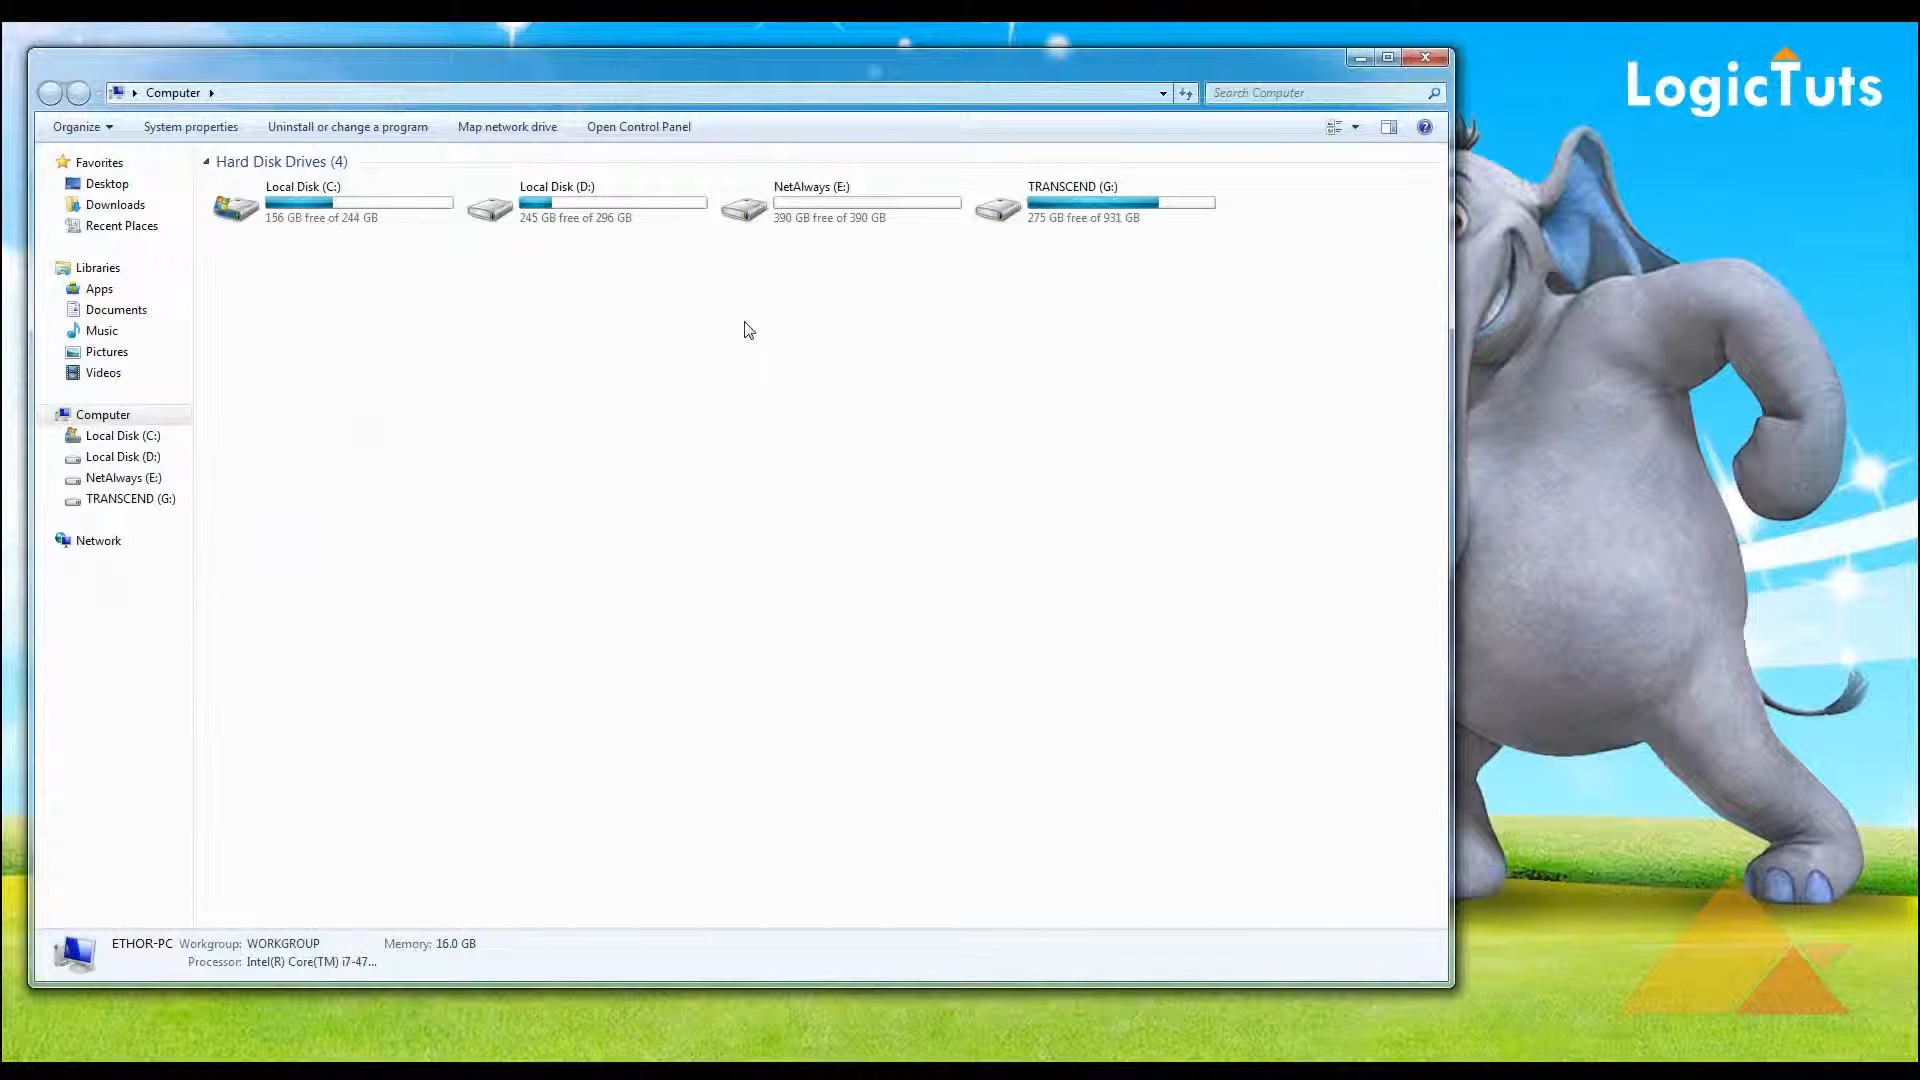 LogicTuts
Computer
Search Computer
Organize
System properties
Uninstall or change a program
Map network drive
Open Control Panel
Favorites
Desktop
Downloads
Recent Places
Libraries
Apps
Documents
Music
Pictures
Videos
Computer
Local Disk (C:)
Local Disk (D:)
NetAlways (E:)
TRANSCEND (G:)
Network
Hard Disk Drives (4)
Local Disk (C:)
156 GB free of 244 GB
Local Disk (D:)
245 GB free of 296 GB
NetAlways (E:)
390 GB free of 390 GB
TRANSCEND (G:)
275 GB free of 931 GB
ETHOR-PC Workgroup: WORKGROUP Memory: 16.0 GB
Processor: Intel(R) Core(TM) i7-47...